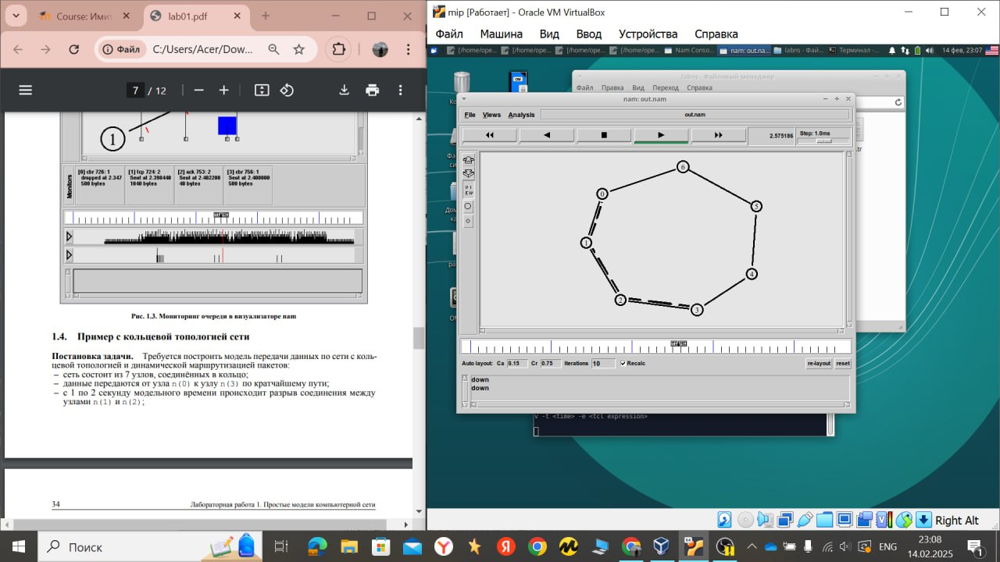 Course: Ими
lab01.pdf
Файл
C:/Users/Acer/Dow...
7 / 12
1
Monitors
[0] cbr 726: 1
dropped at 2.347
500 bytes
[1] tcp 724: 2
Sent at 2.398440
1040 bytes
[2] ack 753: 2
Sent at 2.402280
40 bytes
[3] cbr 756: 1
Sent at 2.400000
500 bytes
Рис. 1.3. Мониторинг очереди в визуализаторе nam
1.4. Пример с кольцевой топологией сети
Постановка задачи. Требуется построить модель передачи данных по сети с коль-
цевой топологией и динамической маршрутизацией пакетов:
– сеть состоит из 7 узлов, соединённых в кольцо;
– данные передаются от узла n(0) к узлу n(3) по кратчайшему пути;
– с 1 по 2 секунду модельного времени происходит разрыв соединения между
узлами n(1) и n(2);
34
Лабораторная работа 1. Простые модели компьютерной сети
mip [Работает] - Oracle VM VirtualBox
Файл Машина Вид Ввод Устройства Справка
[/home/ope...
[/home/ope...
[/home/ope...
[/home/ope...
Nam Conso...
nam: out.na...
labns - Фай...
Терминал -...
14 фев, 23:07
labns - Файловый менеджер
Файл Правка Вид Переход Справка
nam: out.nam
File Views Analysis
out.nam
2.575186
Step: 1.0ms
VIEW
6
0
5
1
4
2
3
Auto layout: Ca 0.15 Cr 0.75 Iterations 10 Recalc
re-layout reset
down
down
v -t <time> -e <tcl expression>
.tr
Right Alt
Поиск
ENG
23:08
14.02.2025
1